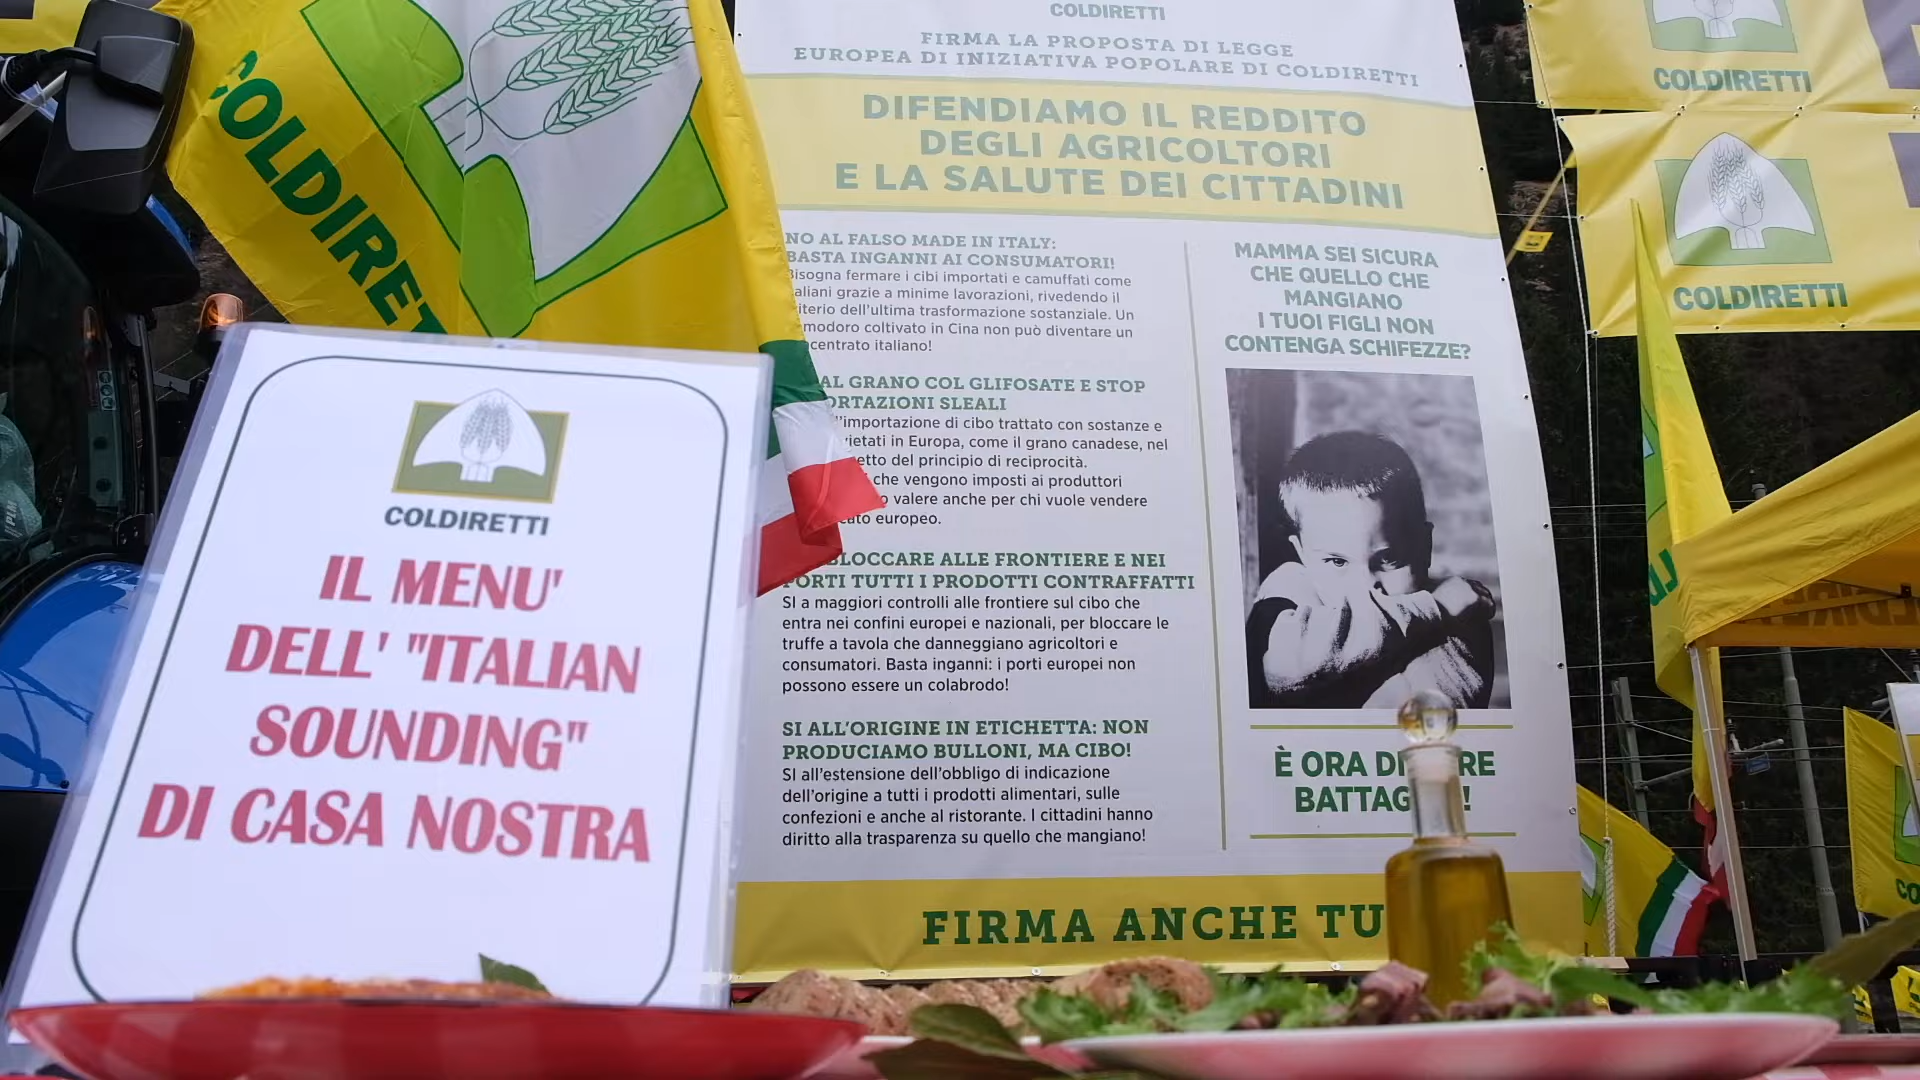 COLDIRETTI
FIRMA LA PROPOSTA DI LEGGE
EUROPEA DI INIZIATIVA POPOLARE DI COLDIRETTI
DIFENDIAMO IL REDDITO
DEGLI AGRICOLTORI
E LA SALUTE DEI CITTADINI
NO AL FALSO MADE IN ITALY:
BASTA INGANNI AI CONSUMATORI!
Bisogna fermare i cibi importati e camuffati come
grazie a minime lavorazioni, rivedendo il
dell'ultima trasformazione sostanziale. Un
coltivato in Cina non può diventare un
italiano!
AL GRANO COL GLIFOSATE E STOP
SLEALI
l'importazione di cibo trattato con sostanze e
vietati in Europa, come il grano canadese, nel
del principio di reciprocità.
che vengono imposti ai produttori
valere anche per chi vuole vendere
europeo.
BLOCCARE ALLE FRONTIERE E NEI
PORTI TUTTI I PRODOTTI CONTRAFFATTI
SI a maggiori controlli alle frontiere sul cibo che
entra nei confini europei e nazionali, per bloccare le
truffe a tavola che danneggiano agricoltori e
consumatori. Basta inganni: i porti europei non
possono essere un colabrodo!
SI ALL'ORIGINE IN ETICHETTA: NON
PRODUCIAMO BULLONI, MA CIBO!
SI all'estensione dell'obbligo di indicazione
dell'origine a tutti i prodotti alimentari, sulle
confezioni e anche al ristorante. I cittadini hanno
diritto alla trasparenza su quello che mangiano!
MAMMA SEI SICURA
CHE QUELLO CHE
MANGIANO
I TUOI FIGLI NON
CONTENGA SCHIFEZZE?
È ORA DI
FIRMA ANCHE TU
COLDIRETTI
IL MENU'
DELL' "ITALIAN
SOUNDING"
DI CASA NOSTRA
COLDIRET
COLDIRETTI
COLDIRETTI